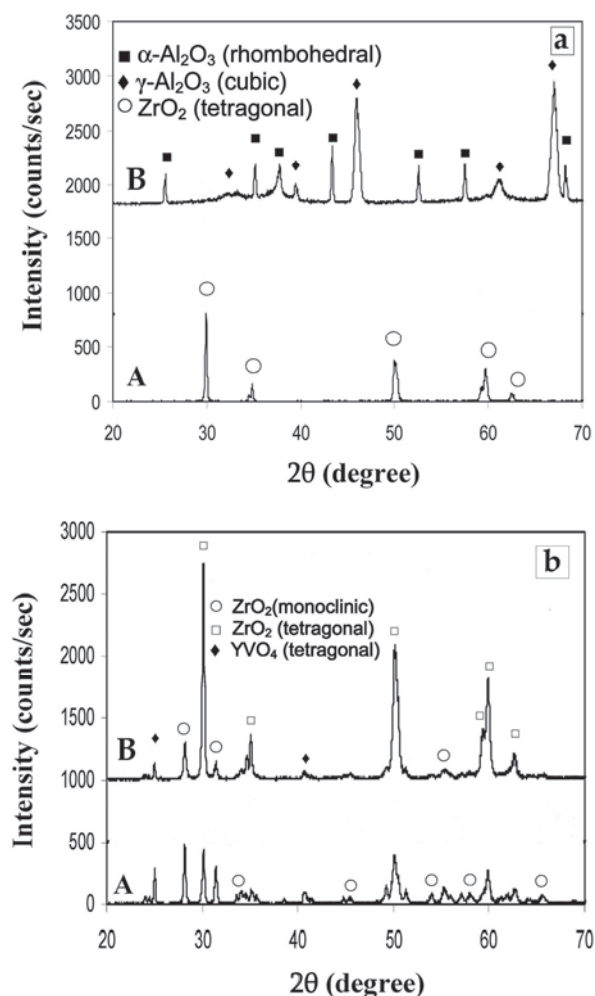 a
α-Al₂O₃ (rhombohedral)
γ-Al₂O₃ (cubic)
ZrO₂ (tetragonal)
Intensity (counts/sec)
3500
3000
2500
2000
1500
1000
500
0
B
A
20 30 40 50 60 70
2θ (degree)
b
ZrO₂(monoclinic)
ZrO₂ (tetragonal)
YVO₄ (tetragonal)
Intensity (counts/sec)
3000
2500
2000
1500
1000
500
0
B
A
20 30 40 50 60 70
2θ (degree)